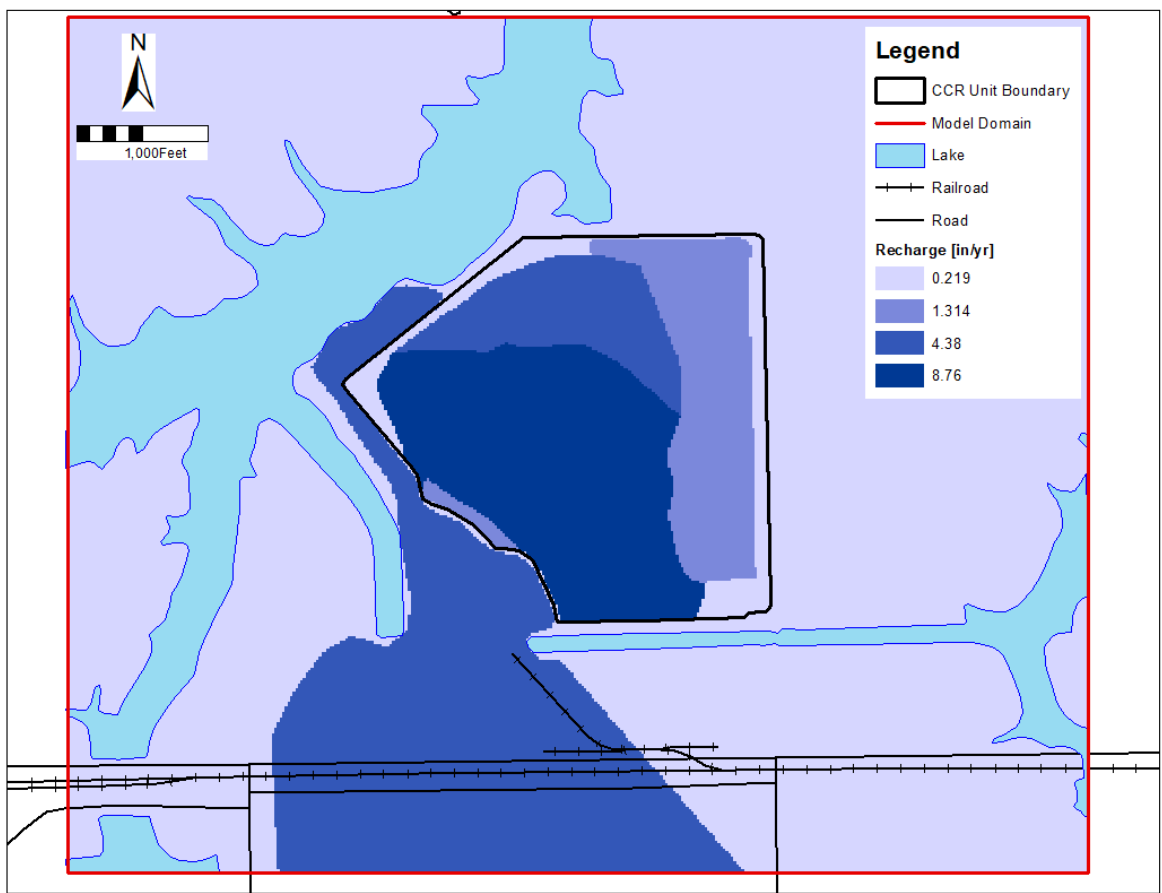 N
1,000Feet
Legend
CCR Unit Boundary
Model Domain
Lake
Railroad
Road
Recharge [in/yr]
0.219
1.314
4.38
8.76